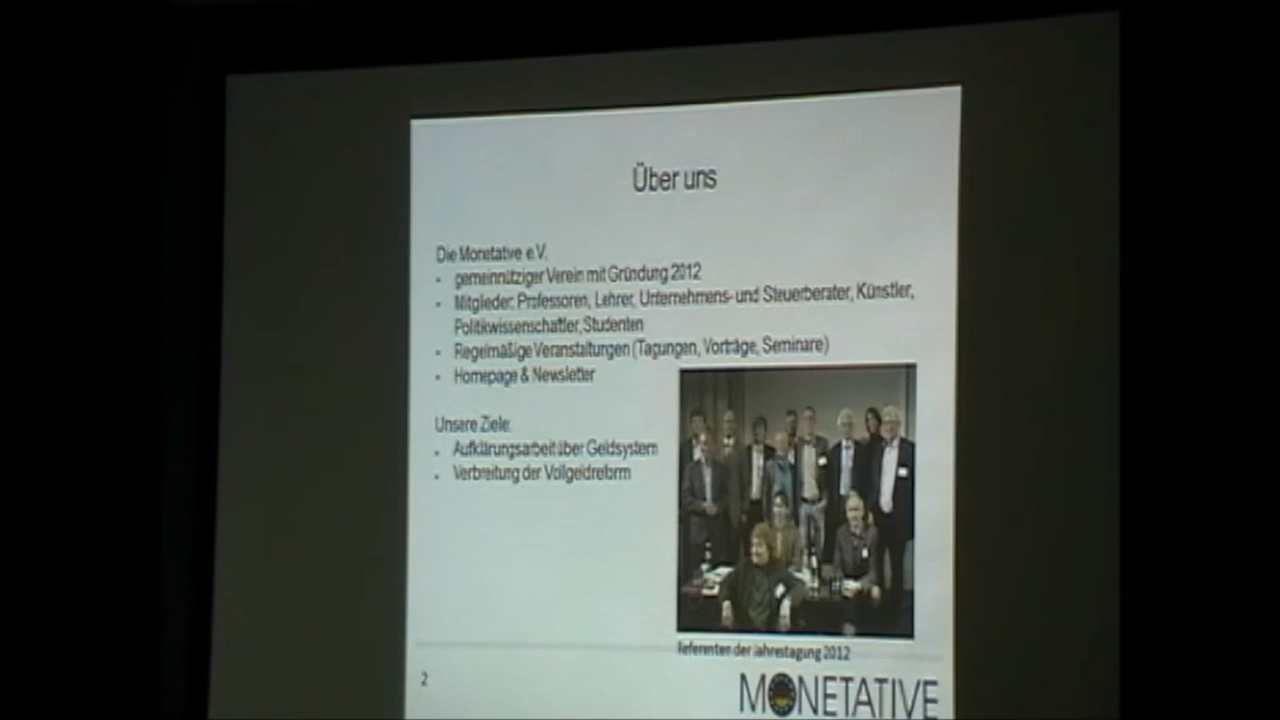 Über uns
Die Monetative e.V.
- gemeinnütziger Verein mit Gründung 2012
- Mitglieder: Professoren, Lehrer, Unternehmens- und Steuerberater, Künstler,
Politikwissenschaftler, Studenten
- Regelmäßige Veranstaltungen (Tagungen, Vorträge, Seminare)
- Homepage & Newsletter
Unsere Ziele:
- Aufklärungsarbeit über Geldsystem
- Verbreitung der Vollgeldreform
Referenten der Jahrestagung 2012
2
MONETATIVE